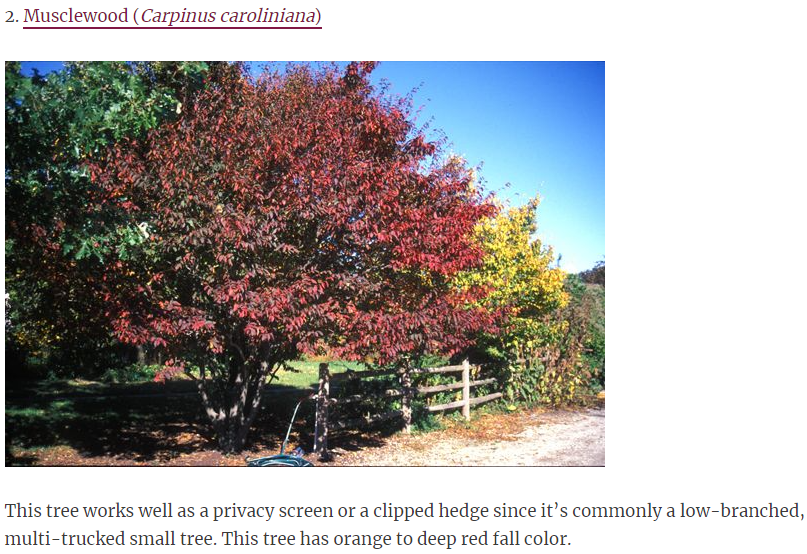 2. Musclewood (Carpinus caroliniana)
This tree works well as a privacy screen or a clipped hedge since it’s commonly a low-branched,
multi-trucked small tree. This tree has orange to deep red fall color.